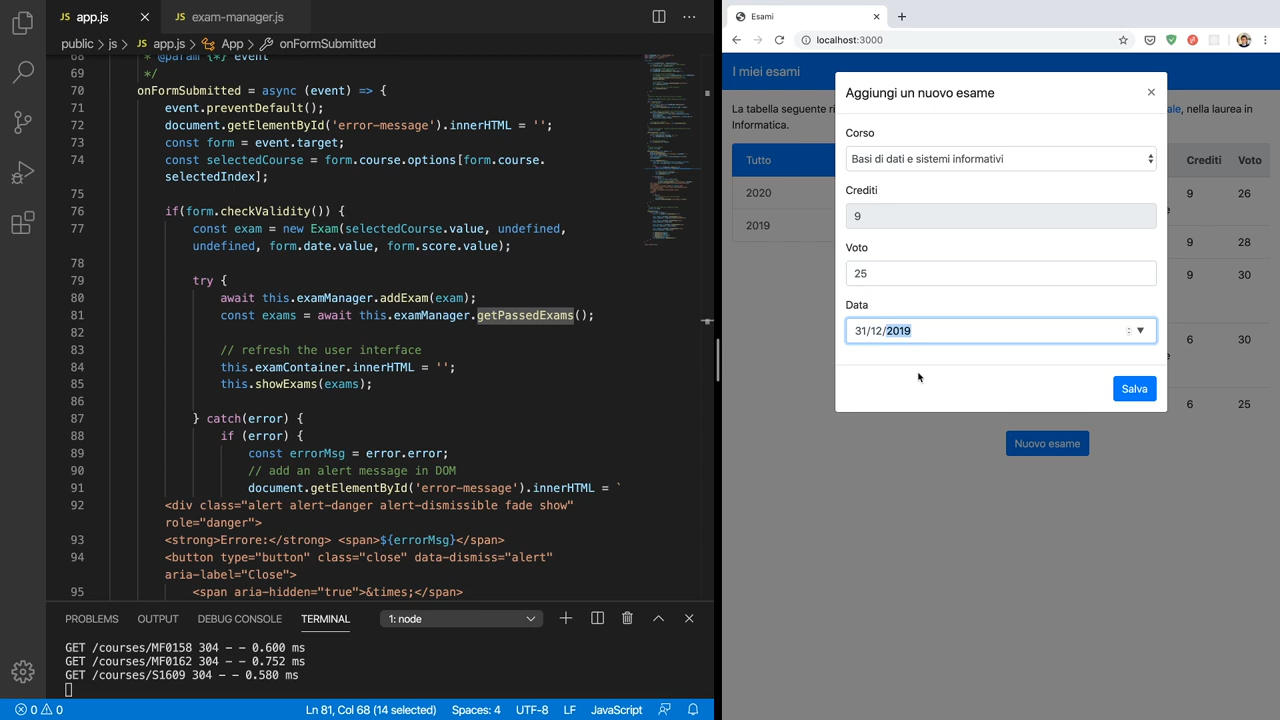 app.js
exam-manager.js
public
js
app.js
App
onFormSubmitted
68 * @param {*} event
69 */
70 onFormSubmitted = async (event) => {
71 event.preventDefault();
72 document.getElementById('error-message').innerHTML = '';
73 const form = event.target;
74 const selectedCourse = form.course.options[form.course.
selectedIndex];
75
76 if(form.checkValidity()) {
77 const exam = new Exam(selectedCourse.value, undefined,
undefined, form.date.value, form.score.value);
78
79 try {
80 await this.examManager.addExam(exam);
81 const exams = await this.examManager.getPassedExams();
82
83 // refresh the user interface
84 this.examContainer.innerHTML = '';
85 this.showExams(exams);
86
87 } catch(error) {
88 if (error) {
89 const errorMsg = error.error;
90 // add an alert message in DOM
91 document.getElementById('error-message').innerHTML = `
92 <div class="alert alert-danger alert-dismissible fade show"
role="danger">
93 <strong>Errore:</strong> <span>${errorMsg}</span>
94 <button type="button" class="close" data-dismiss="alert"
aria-label="Close">
95 <span aria-hidden="true">&times;</span>
PROBLEMS OUTPUT DEBUG CONSOLE TERMINAL 1: node
GET /courses/MF0158 304 - - 0.600 ms
GET /courses/MF0162 304 - - 0.752 ms
GET /courses/S1609 304 - - 0.580 ms
0 0 Ln 81, Col 68 (14 selected) Spaces: 4 UTF-8 LF JavaScript
Esami
localhost:3000
I miei esami
La tabella seguente ri
ale, nella laurea in
Informatica.
Tutto
2020
2019
Crediti Voto
9 26
e
9 28
9 30
6 30
e
6 25
Nuovo esame
Aggiungi un nuovo esame
×
Corso
Basi di dati e sistemi informativi
Crediti
9
Voto
25
Data
31/12/2019
Salva